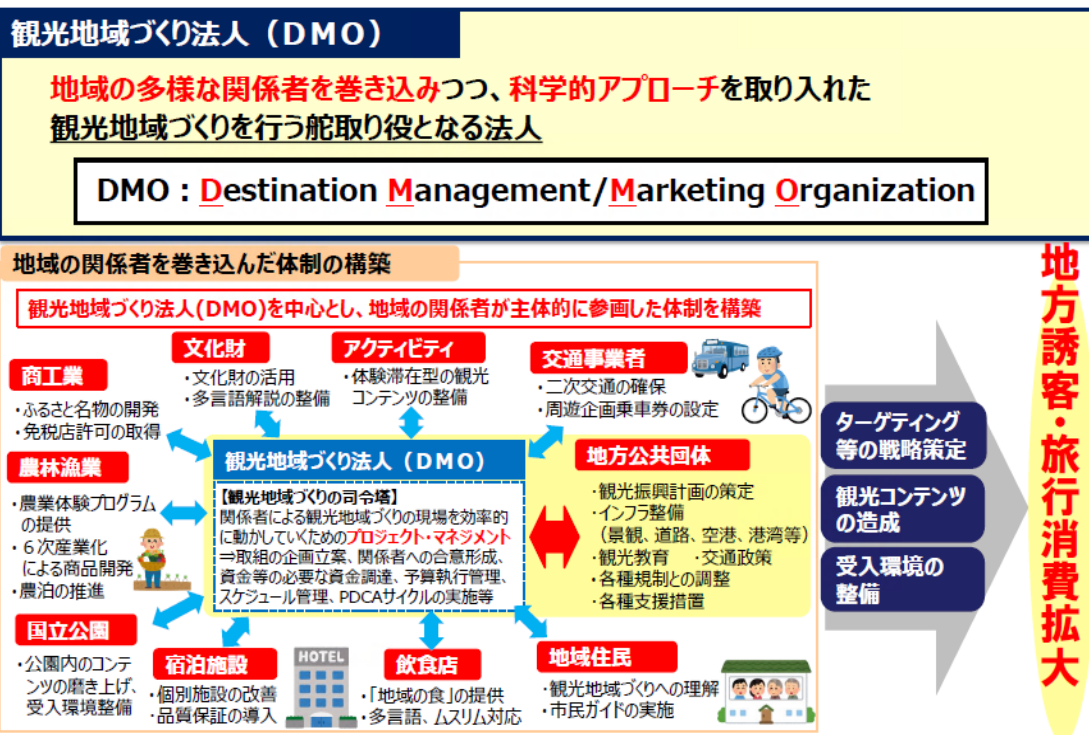 観光地域づくり法人（DMO）
地域の多様な関係者を巻き込みつつ、科学的アプローチを取り入れた
観光地域づくりを行う舵取り役となる法人
DMO : Destination Management/Marketing Organization
地域の関係者を巻き込んだ体制の構築
観光地域づくり法人(DMO)を中心とし、地域の関係者が主体的に参画した体制を構築
商工業
・ふるさと名物の開発
・免税店許可の取得
文化財
・文化財の活用
・多言語解説の整備
アクティビティ
・体験滞在型の観光
コンテンツの整備
交通事業者
・二次交通の確保
・周遊企画乗車券の設定
農林漁業
・農業体験プログラム
の提供
・６次産業化
による商品開発
・農泊の推進
観光地域づくり法人（DMO）
【観光地域づくりの司令塔】
関係者による観光地域づくりの現場を効率的
に動かしていくためのプロジェクト・マネジメント
⇒取組の企画立案、関係者への合意形成、
資金等の必要な資金調達、予算執行管理、
スケジュール管理、PDCAサイクルの実施等
地方公共団体
・観光振興計画の策定
・インフラ整備
（景観、道路、空港、港湾等）
・観光教育　・交通政策
・各種規制との調整
・各種支援措置
国立公園
・公園内のコンテ
ンツの磨き上げ、
受入環境整備
宿泊施設
・個別施設の改善
・品質保証の導入
HOTEL
飲食店
・「地域の食」の提供
・多言語、ムスリム対応
地域住民
・観光地域づくりへの理解
・市民ガイドの実施
ターゲティング
等の戦略策定
観光コンテンツ
の造成
受入環境の
整備
地方誘客・旅行消費拡大